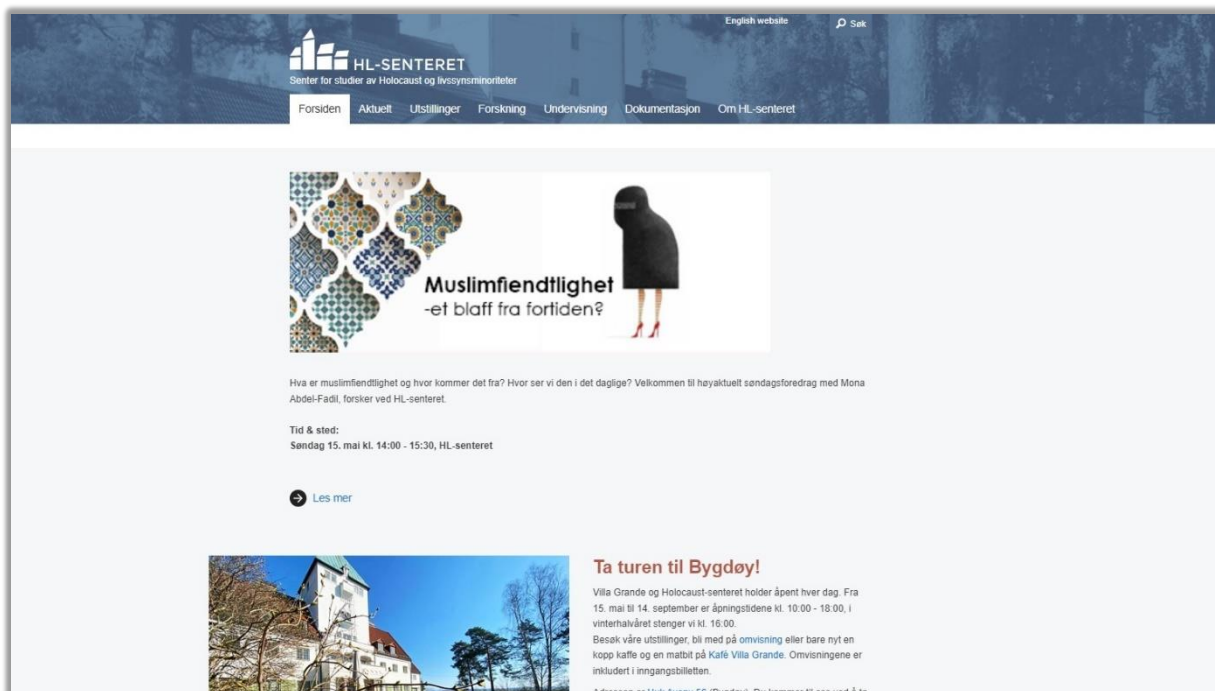 English website
Søk
HL-SENTERET
Senter for studier av Holocaust og livssynsminoriteter
Forsiden Aktuelt Utstillinger Forskning Undervisning Dokumentasjon Om HL-senteret
Muslimfiendtlighet
-et blaff fra fortiden?
Hva er muslimfiendtlighet og hvor kommer det fra? Hvor ser vi den i det daglige? Velkommen til høyaktuelt søndagsforedrag med Mona
Abdel-Fadil, forsker ved HL-senteret.
Tid & sted:
Søndag 15. mai kl. 14:00 - 15:30, HL-senteret
Les mer
Ta turen til Bygdøy!
Villa Grande og Holocaust-senteret holder åpent hver dag. Fra
15. mai til 14. september er åpningstidene kl. 10:00 - 18:00, i
vinterhalvåret stenger vi kl. 16:00.
Besøk våre utstillinger, bli med på omvisning eller bare nyt en
kopp kaffe og en matbit på Kafè Villa Grande. Omvisningene er
inkludert i inngangsbilletten.